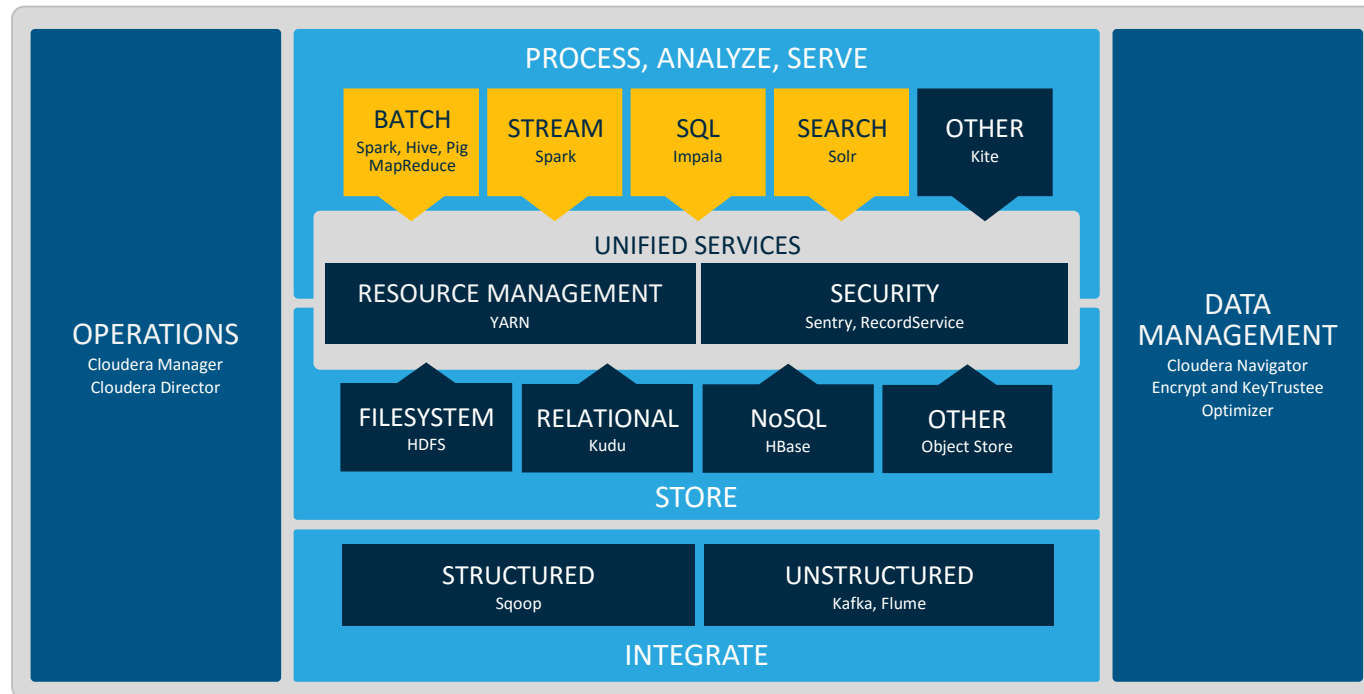 PROCESS, ANALYZE, SERVE
BATCH
Spark, Hive, Pig
MapReduce
STREAM
Spark
SQL
Impala
SEARCH
Solr
OTHER
Kite
UNIFIED SERVICES
RESOURCE MANAGEMENT
YARN
SECURITY
Sentry, RecordService
OPERATIONS
Cloudera Manager
Cloudera Director
DATA
MANAGEMENT
Cloudera Navigator
Encrypt and KeyTrustee
Optimizer
FILESYSTEM
HDFS
RELATIONAL
Kudu
NoSQL
HBase
OTHER
Object Store
STORE
STRUCTURED
Sqoop
UNSTRUCTURED
Kafka, Flume
INTEGRATE